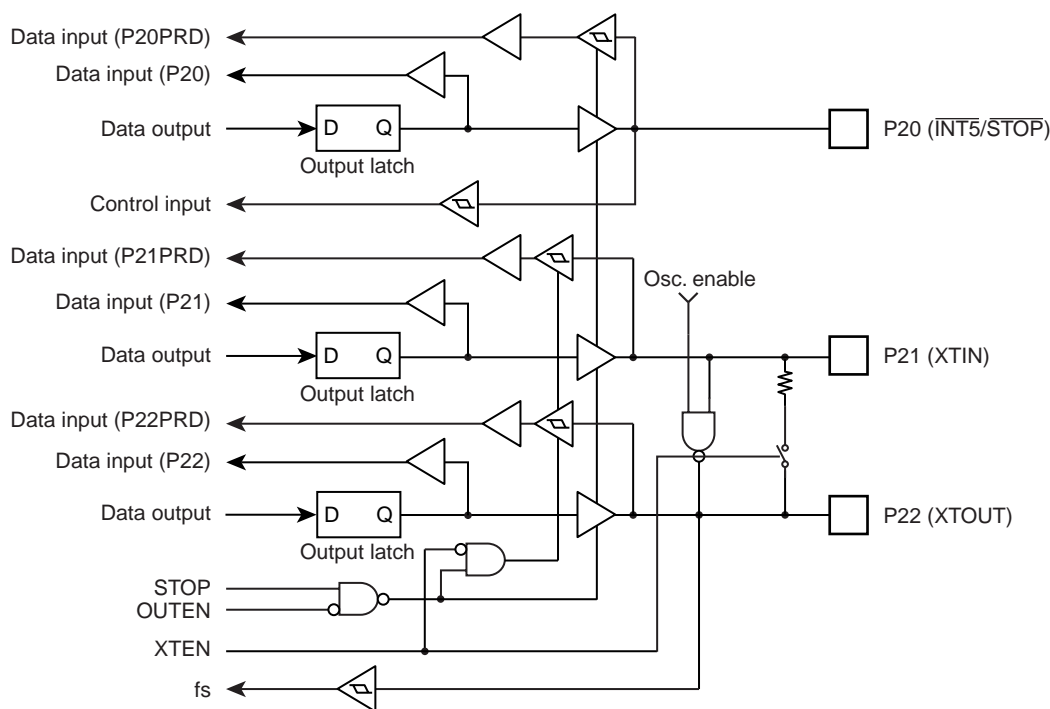 Data input (P20PRD)
Data input (P20)
Data output
D Q
Output latch
P20 (INT5/STOP)
Control input
Data input (P21PRD)
Osc. enable
Data input (P21)
Data output
D Q
Output latch
P21 (XTIN)
Data input (P22PRD)
Data input (P22)
Data output
D Q
Output latch
P22 (XTOUT)
STOP
OUTEN
XTEN
fs